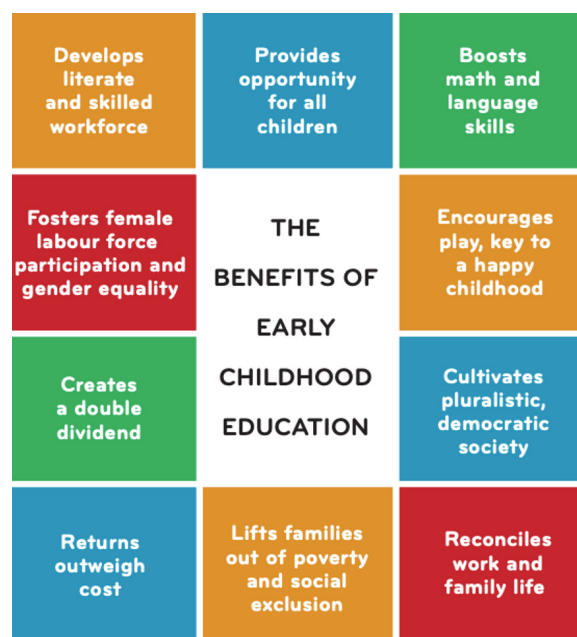 Develops
literate
and skilled
workforce
Provides
opportunity
for all
children
Boosts
math and
language
skills
Fosters female
labour force
participation and
gender equality
THE
BENEFITS OF
EARLY
CHILDHOOD
EDUCATION
Encourages
play, key to
a happy
childhood
Creates
a double
dividend
Cultivates
pluralistic,
democratic
society
Returns
outweigh
cost
Lifts families
out of poverty
and social
exclusion
Reconciles
work and
family life